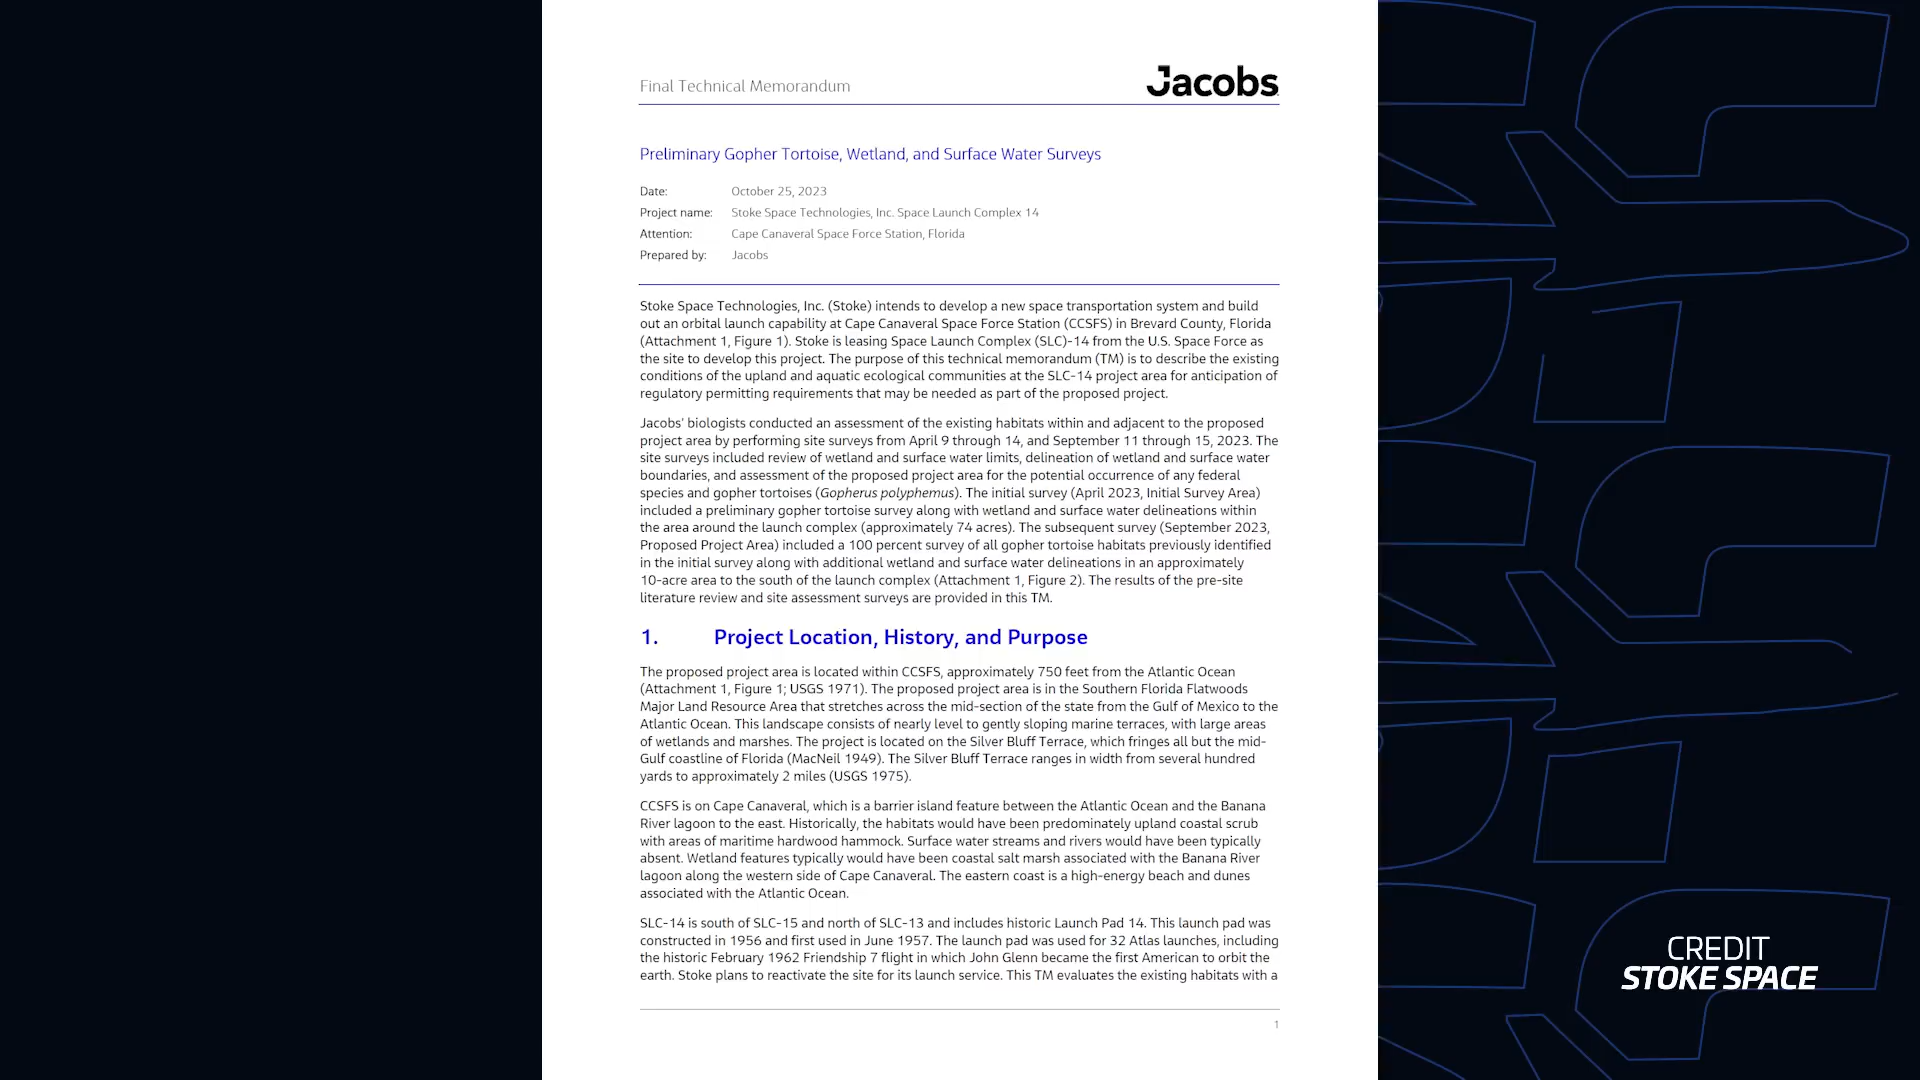 Final Technical Memorandum
Jacobs
Preliminary Gopher Tortoise, Wetland, and Surface Water Surveys
Date: October 25, 2023
Project name: Stoke Space Technologies, Inc. Space Launch Complex 14
Attention: Cape Canaveral Space Force Station, Florida
Prepared by: Jacobs
Stoke Space Technologies, Inc. (Stoke) intends to develop a new space transportation system and build
out an orbital launch capability at Cape Canaveral Space Force Station (CCSFS) in Brevard County, Florida
(Attachment 1, Figure 1). Stoke is leasing Space Launch Complex (SLC)-14 from the U.S. Space Force as
the site to develop this project. The purpose of this technical memorandum (TM) is to describe the existing
conditions of the upland and aquatic ecological communities at the SLC-14 project area for anticipation of
regulatory permitting requirements that may be needed as part of the proposed project.
Jacobs' biologists conducted an assessment of the existing habitats within and adjacent to the proposed
project area by performing site surveys from April 9 through 14, and September 11 through 15, 2023. The
site surveys included review of wetland and surface water limits, delineation of wetland and surface water
boundaries, and assessment of the proposed project area for the potential occurrence of any federal
species and gopher tortoises (Gopherus polyphemus). The initial survey (April 2023, Initial Survey Area)
included a preliminary gopher tortoise survey along with wetland and surface water delineations within
the area around the launch complex (approximately 74 acres). The subsequent survey (September 2023,
Proposed Project Area) included a 100 percent survey of all gopher tortoise habitats previously identified
in the initial survey along with additional wetland and surface water delineations in an approximately
10-acre area to the south of the launch complex (Attachment 1, Figure 2). The results of the pre-site
literature review and site assessment surveys are provided in this TM.
1. Project Location, History, and Purpose
The proposed project area is located within CCSFS, approximately 750 feet from the Atlantic Ocean
(Attachment 1, Figure 1; USGS 1971). The proposed project area is in the Southern Florida Flatwoods
Major Land Resource Area that stretches across the mid-section of the state from the Gulf of Mexico to the
Atlantic Ocean. This landscape consists of nearly level to gently sloping marine terraces, with large areas
of wetlands and marshes. The project is located on the Silver Bluff Terrace, which fringes all but the mid-
Gulf coastline of Florida (MacNeil 1949). The Silver Bluff Terrace ranges in width from several hundred
yards to approximately 2 miles (USGS 1975).
CCSFS is on Cape Canaveral, which is a barrier island feature between the Atlantic Ocean and the Banana
River lagoon to the east. Historically, the habitats would have been predominately upland coastal scrub
with areas of maritime hardwood hammock. Surface water streams and rivers would have been typically
absent. Wetland features typically would have been coastal salt marsh associated with the Banana River
lagoon along the western side of Cape Canaveral. The eastern coast is a high-energy beach and dunes
associated with the Atlantic Ocean.
SLC-14 is south of SLC-15 and north of SLC-13 and includes historic Launch Pad 14. This launch pad was
constructed in 1956 and first used in June 1957. The launch pad was used for 32 Atlas launches, including
the historic February 1962 Friendship 7 flight in which John Glenn became the first American to orbit the
earth. Stoke plans to reactivate the site for its launch service. This TM evaluates the existing habitats with a
1
CREDIT
STOKE SPACE